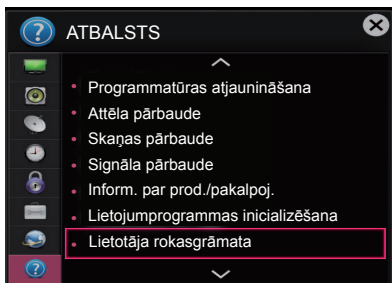 ATBALSTS
Programmatūras atjaunināšana
Attēla pārbaude
Skaņas pārbaude
Signāla pārbaude
Inform. par prod./pakalpoj.
Lietojumprogrammas inicializēšana
Lietotāja rokasgrāmata